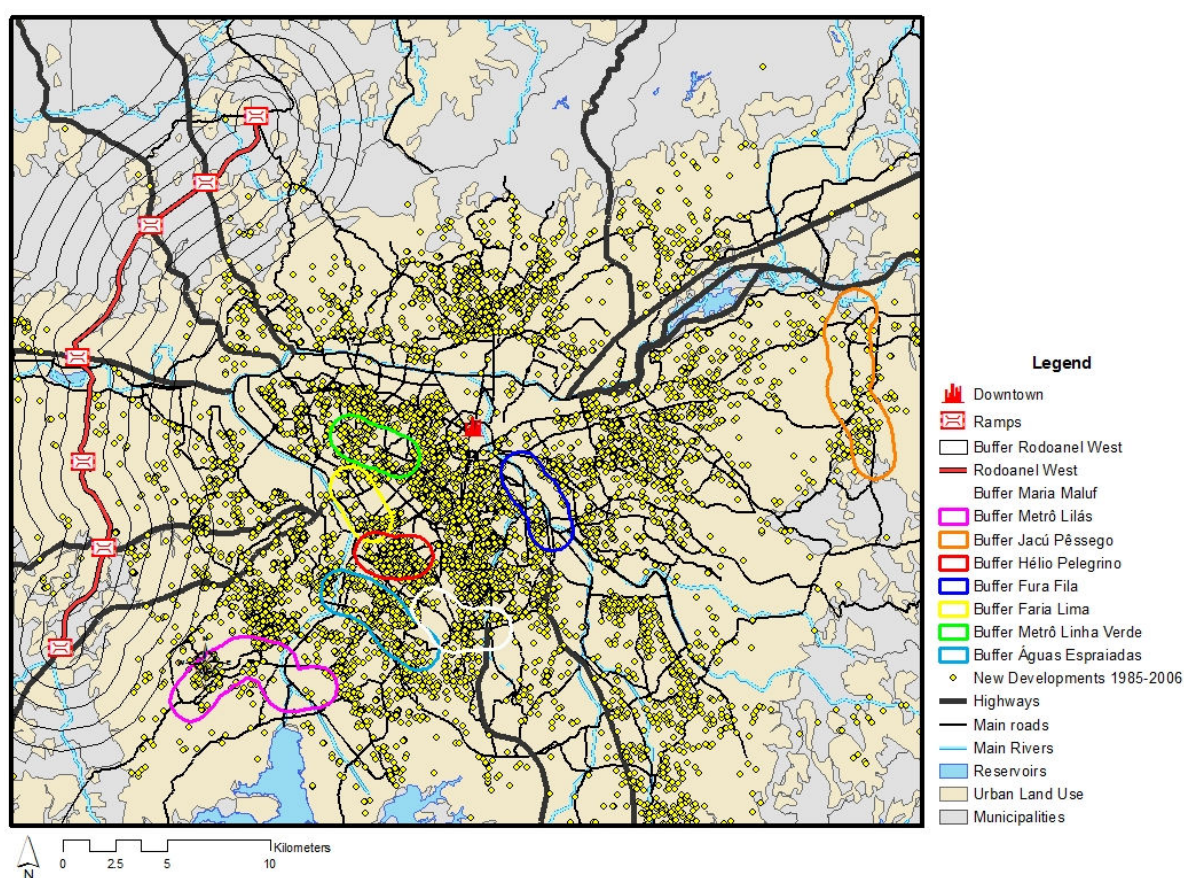 Legend
Downtown
Ramps
Buffer Rodoanel West
Rodoanel West
Buffer Maria Maluf
Buffer Metrô Lilás
Buffer Jacú Pêssego
Buffer Hélio Pelegrino
Buffer Fura Fila
Buffer Faria Lima
Buffer Metrô Linha Verde
Buffer Águas Espraiadas
New Developments 1985-2006
Highways
Main roads
Main Rivers
Reservoirs
Urban Land Use
Municipalities
N
Kilometers
0 2.5 5 10